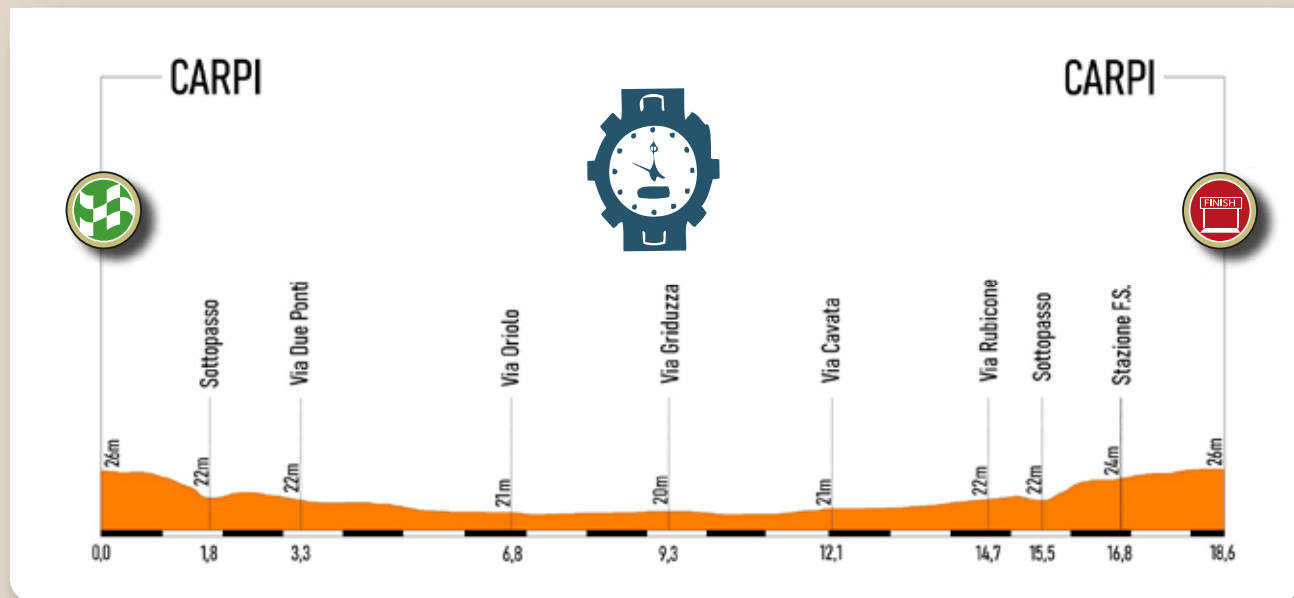 CARPI
CARPI
FINISH
Sottopasso
Via Due Ponti
Via Oriolo
Via Griduzza
Via Cavata
Via Rubicone
Sottopasso
Stazione F.S.
26m
22m
22m
21m
20m
21m
22m
22m
24m
26m
0,0
1,8
3,3
6,8
9,3
12,1
14,7
15,5
16,8
18,6